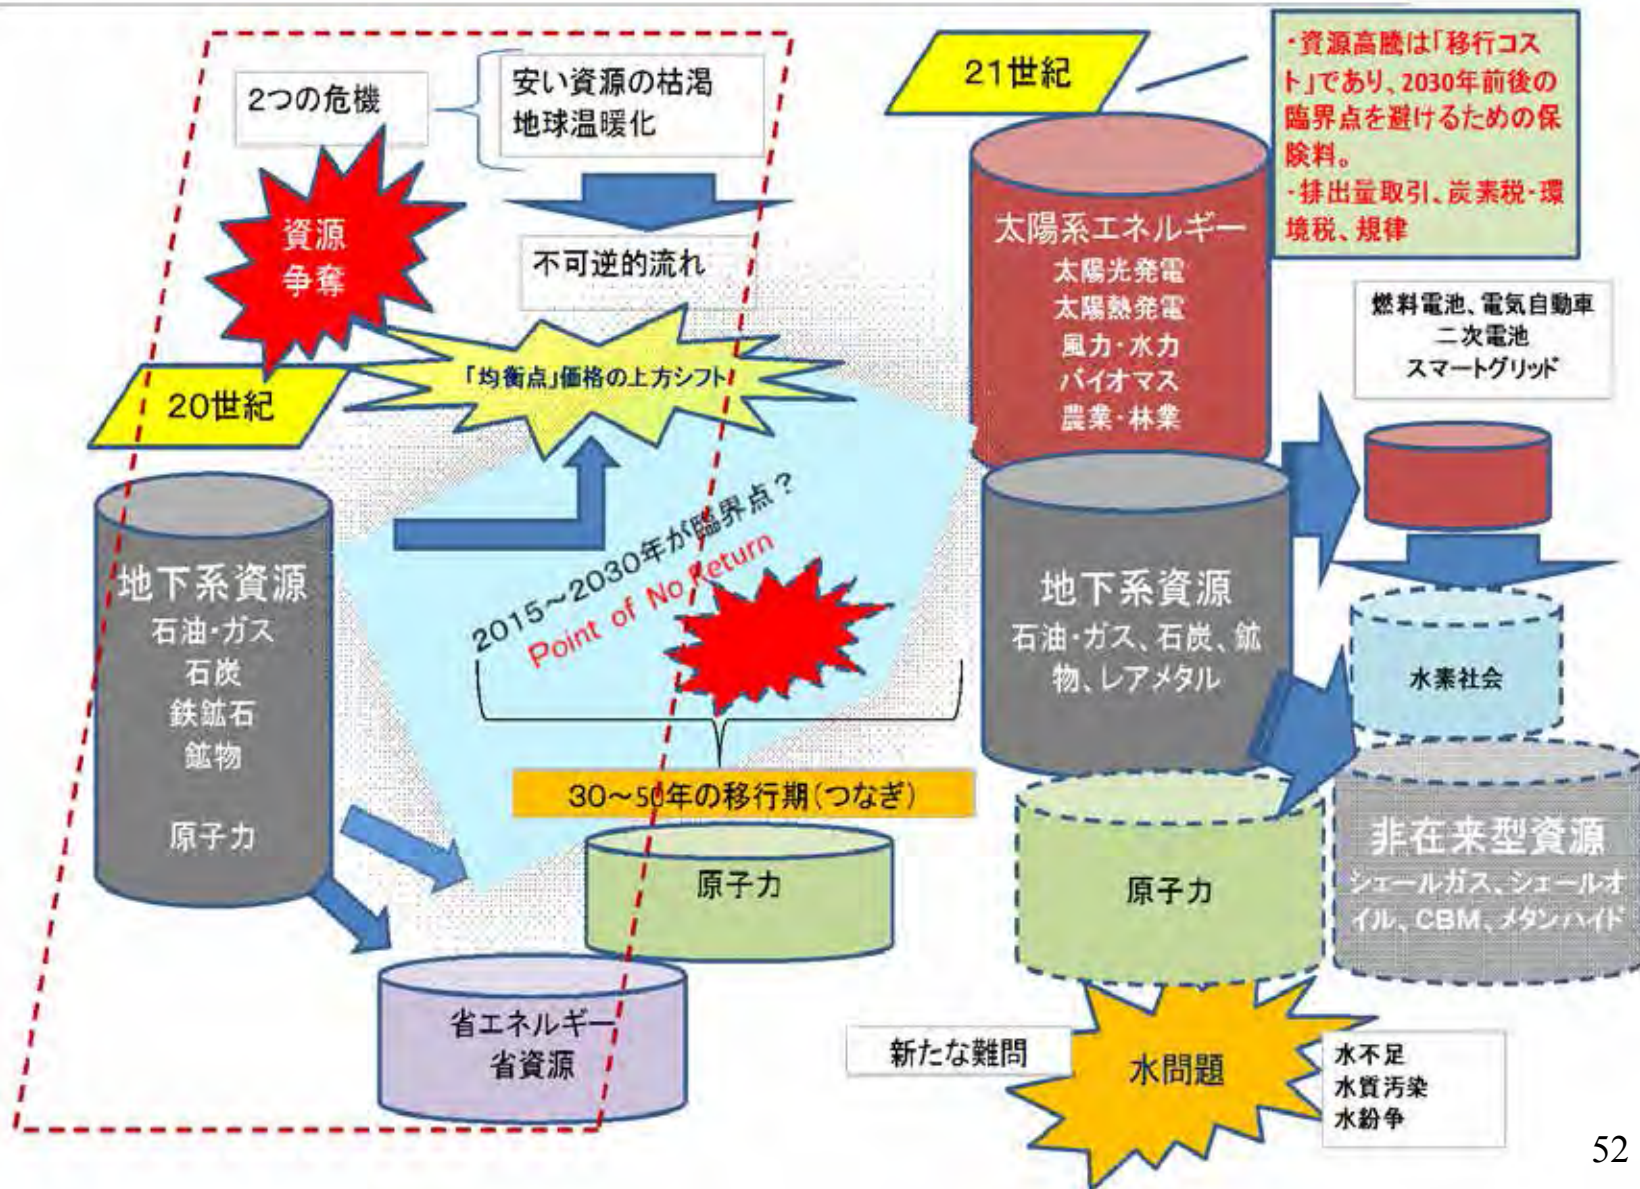 2つの危機
安い資源の枯渇
地球温暖化
資源
争奪
不可逆的流れ
「均衡点」価格の上方シフト
20世紀
地下系資源
石油・ガス
石炭
鉄鉱石
鉱物
原子力
2015～2030年が臨界点？
Point of No Return
30～50年の移行期(つなぎ)
原子力
省エネルギー
省資源
21世紀
・資源高騰は「移行コス
ト」であり、2030年前後の
臨界点を避けるための保
険料。
・排出量取引、炭素税・環
境税、規律
太陽系エネルギー
太陽光発電
太陽熱発電
風力・水力
バイオマス
農業・林業
燃料電池、電気自動車
二次電池
スマートグリッド
地下系資源
石油・ガス、石炭、鉱
物、レアメタル
水素社会
原子力
非在来型資源
シェールガス、シェールオ
イル、CBM、メタンハイド
新たな難問
水問題
水不足
水質汚染
水紛争
52